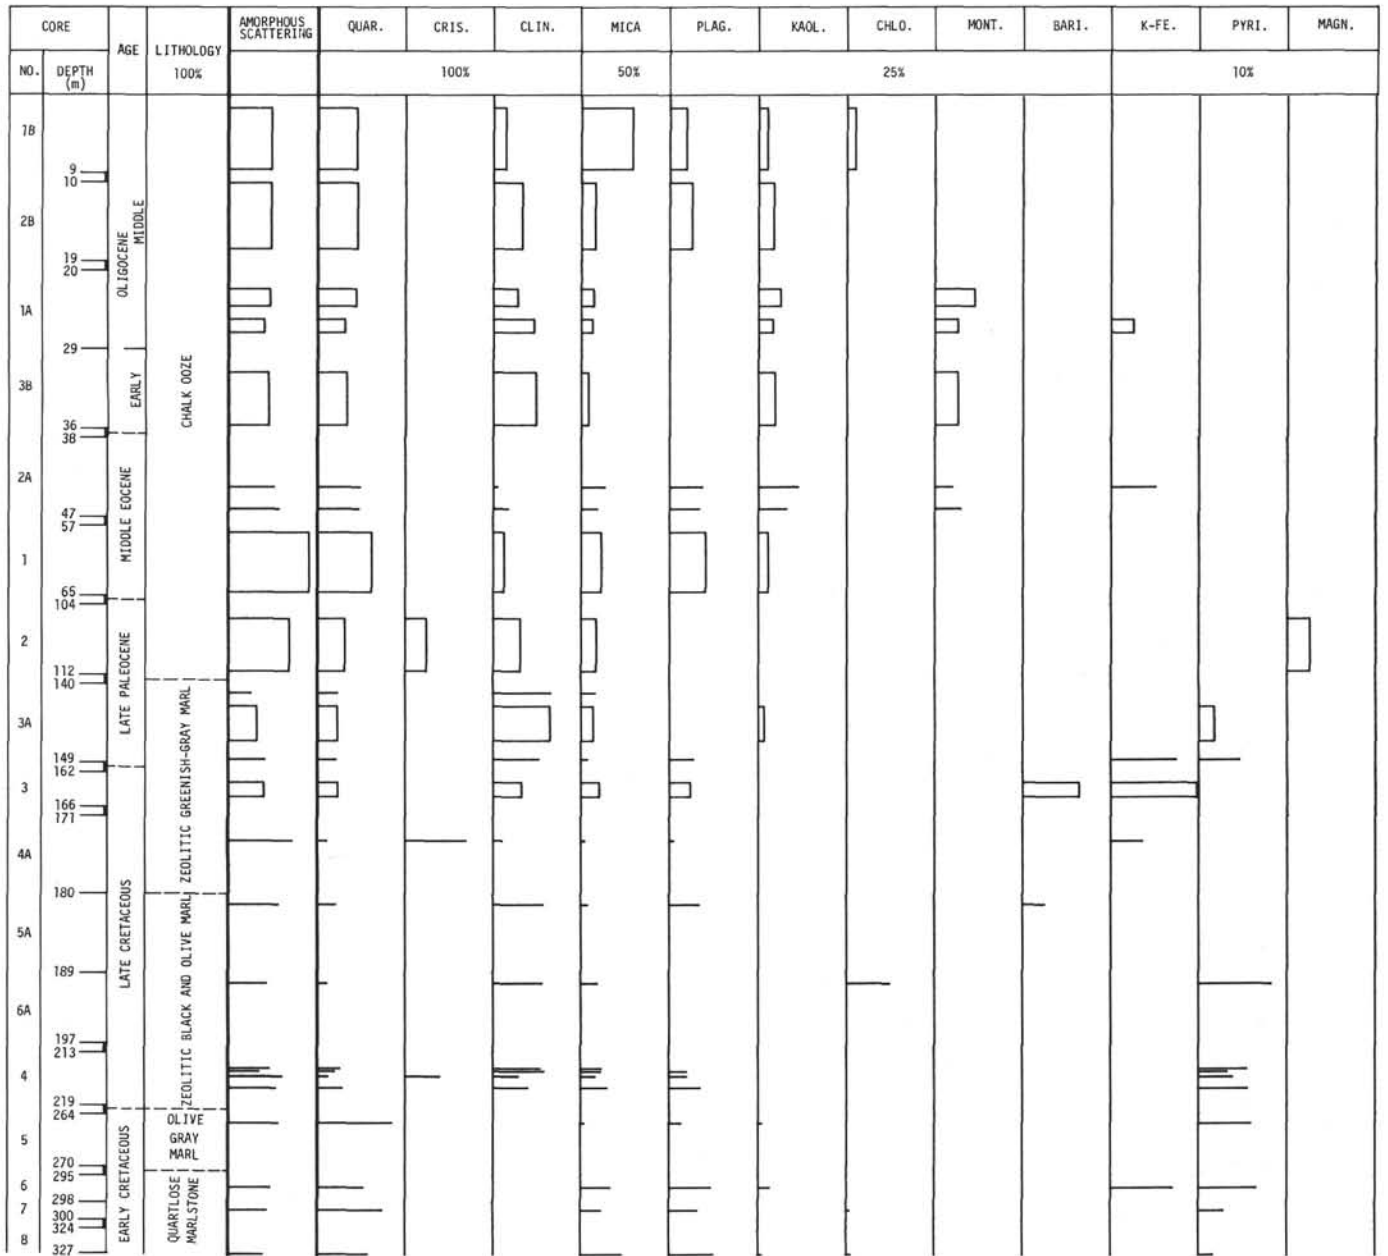 CORE
AGE
LITHOLOGY
AMORPHOUS
SCATTERING
QUAR.
CRIS.
CLIN.
MICA
PLAG.
KAOL.
CHLO.
MONT.
BARI.
K-FE.
PYRI.
MAGN.
NO.
DEPTH
(m)
100%
100%
50%
25%
10%
1B
9
10
2B
19
20
1A
29
3B
36
38
2A
47
57
1
65
104
2
112
140
3A
149
162
3
166
171
4A
180
5A
189
6A
197
213
4
219
264
5
270
295
6
298
7
300
324
8
327
OLIGOCENE
MIDDLE
EARLY
MIDDLE EOCENE
LATE PALEOCENE
LATE CRETACEOUS
EARLY CRETACEOUS
CHALK OOZE
ZEOLITIC GREENISH-GRAY MARL
ZEOLITIC BLACK AND OLIVE MARL
OLIVE
GRAY
MARL
QUARTLOSE
MARLSTONE